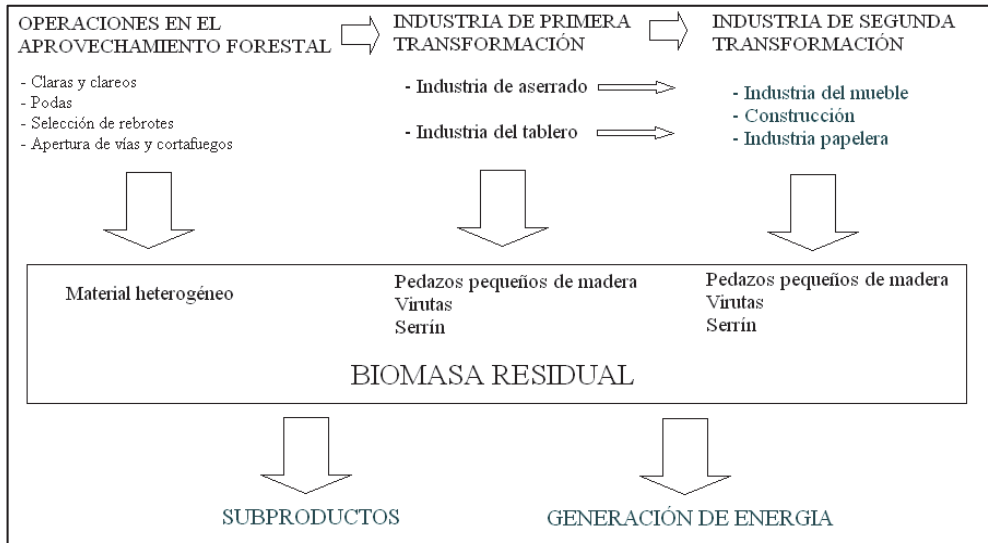 OPERACIONES EN EL
APROVECHAMIENTO FORESTAL
- Claras y clareos
- Podas
- Selección de rebrotes
- Apertura de vías y cortafuegos
INDUSTRIA DE PRIMERA
TRANSFORMACIÓN
- Industria de aserrado
- Industria del tablero
INDUSTRIA DE SEGUNDA
TRANSFORMACIÓN
- Industria del mueble
- Construcción
- Industria papelera
Material heterogéneo
Pedazos pequeños de madera
Virutas
Serrín
Pedazos pequeños de madera
Virutas
Serrín
BIOMASA RESIDUAL
SUBPRODUCTOS
GENERACIÓN DE ENERGIA